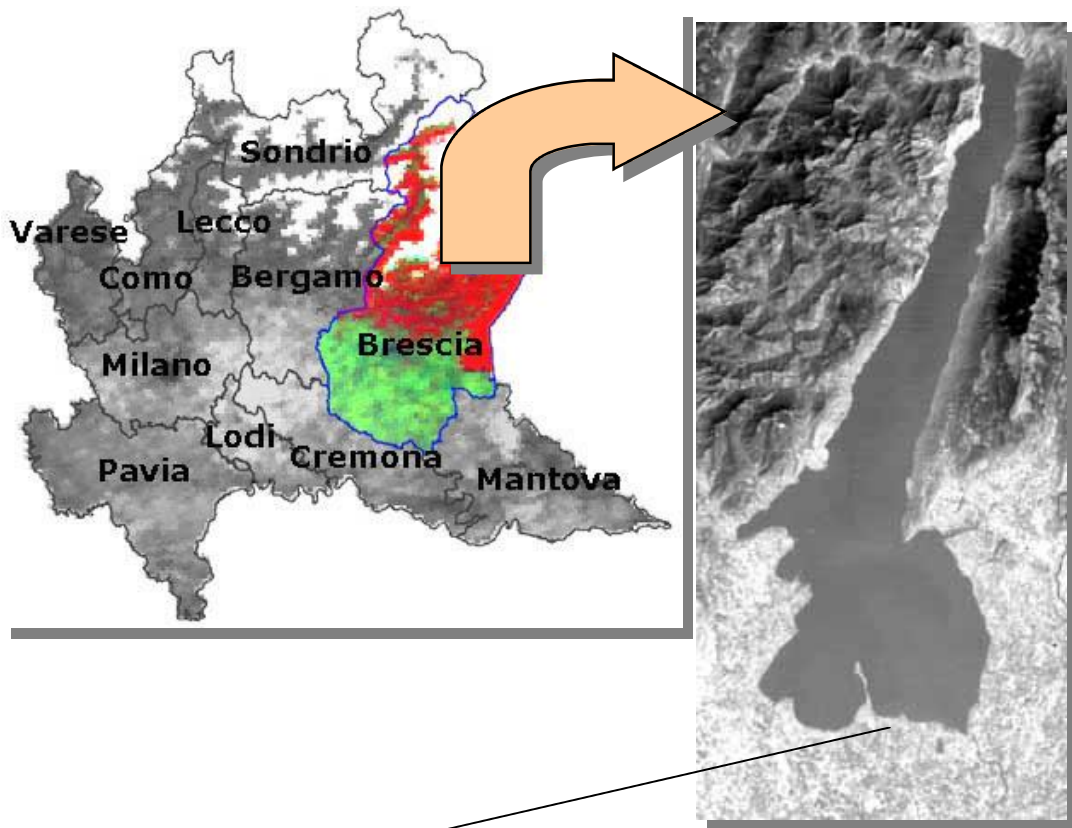 Sondrio
Lecco
Varese
Como
Bergamo
Brescia
Milano
Lodi
Cremona
Pavia
Mantova